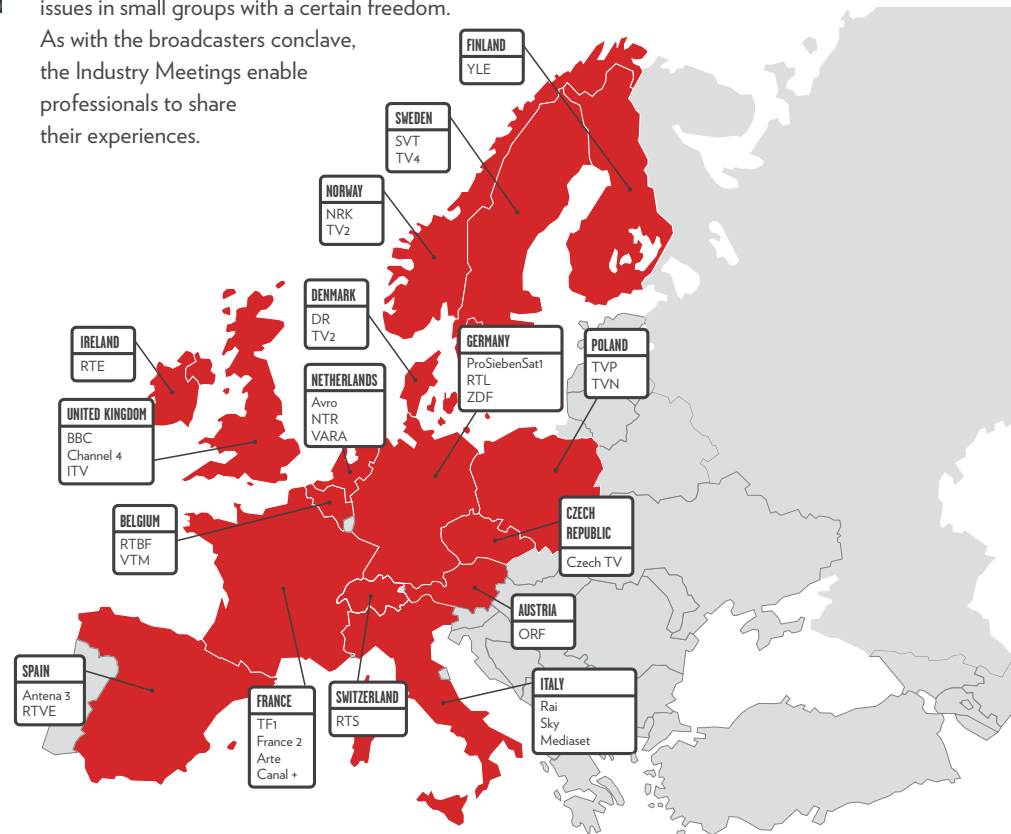 issues in small groups with a certain freedom.
As with the broadcasters conclave,
the Industry Meetings enable
professionals to share
their experiences.
FINLAND
YLE
SWEDEN
SVT
TV4
NORWAY
NRK
TV2
DENMARK
DR
TV2
GERMANY
ProSiebenSat1
RTL
ZDF
POLAND
TVP
TVN
IRELAND
RTE
NETHERLANDS
Avro
NTR
VARA
UNITED KINGDOM
BBC
Channel 4
ITV
BELGIUM
RTBF
VTM
CZECH
REPUBLIC
Czech TV
AUSTRIA
ORF
SPAIN
Antena 3
RTVE
FRANCE
TF1
France 2
Arte
Canal +
SWITZERLAND
RTS
ITALY
Rai
Sky
Mediaset